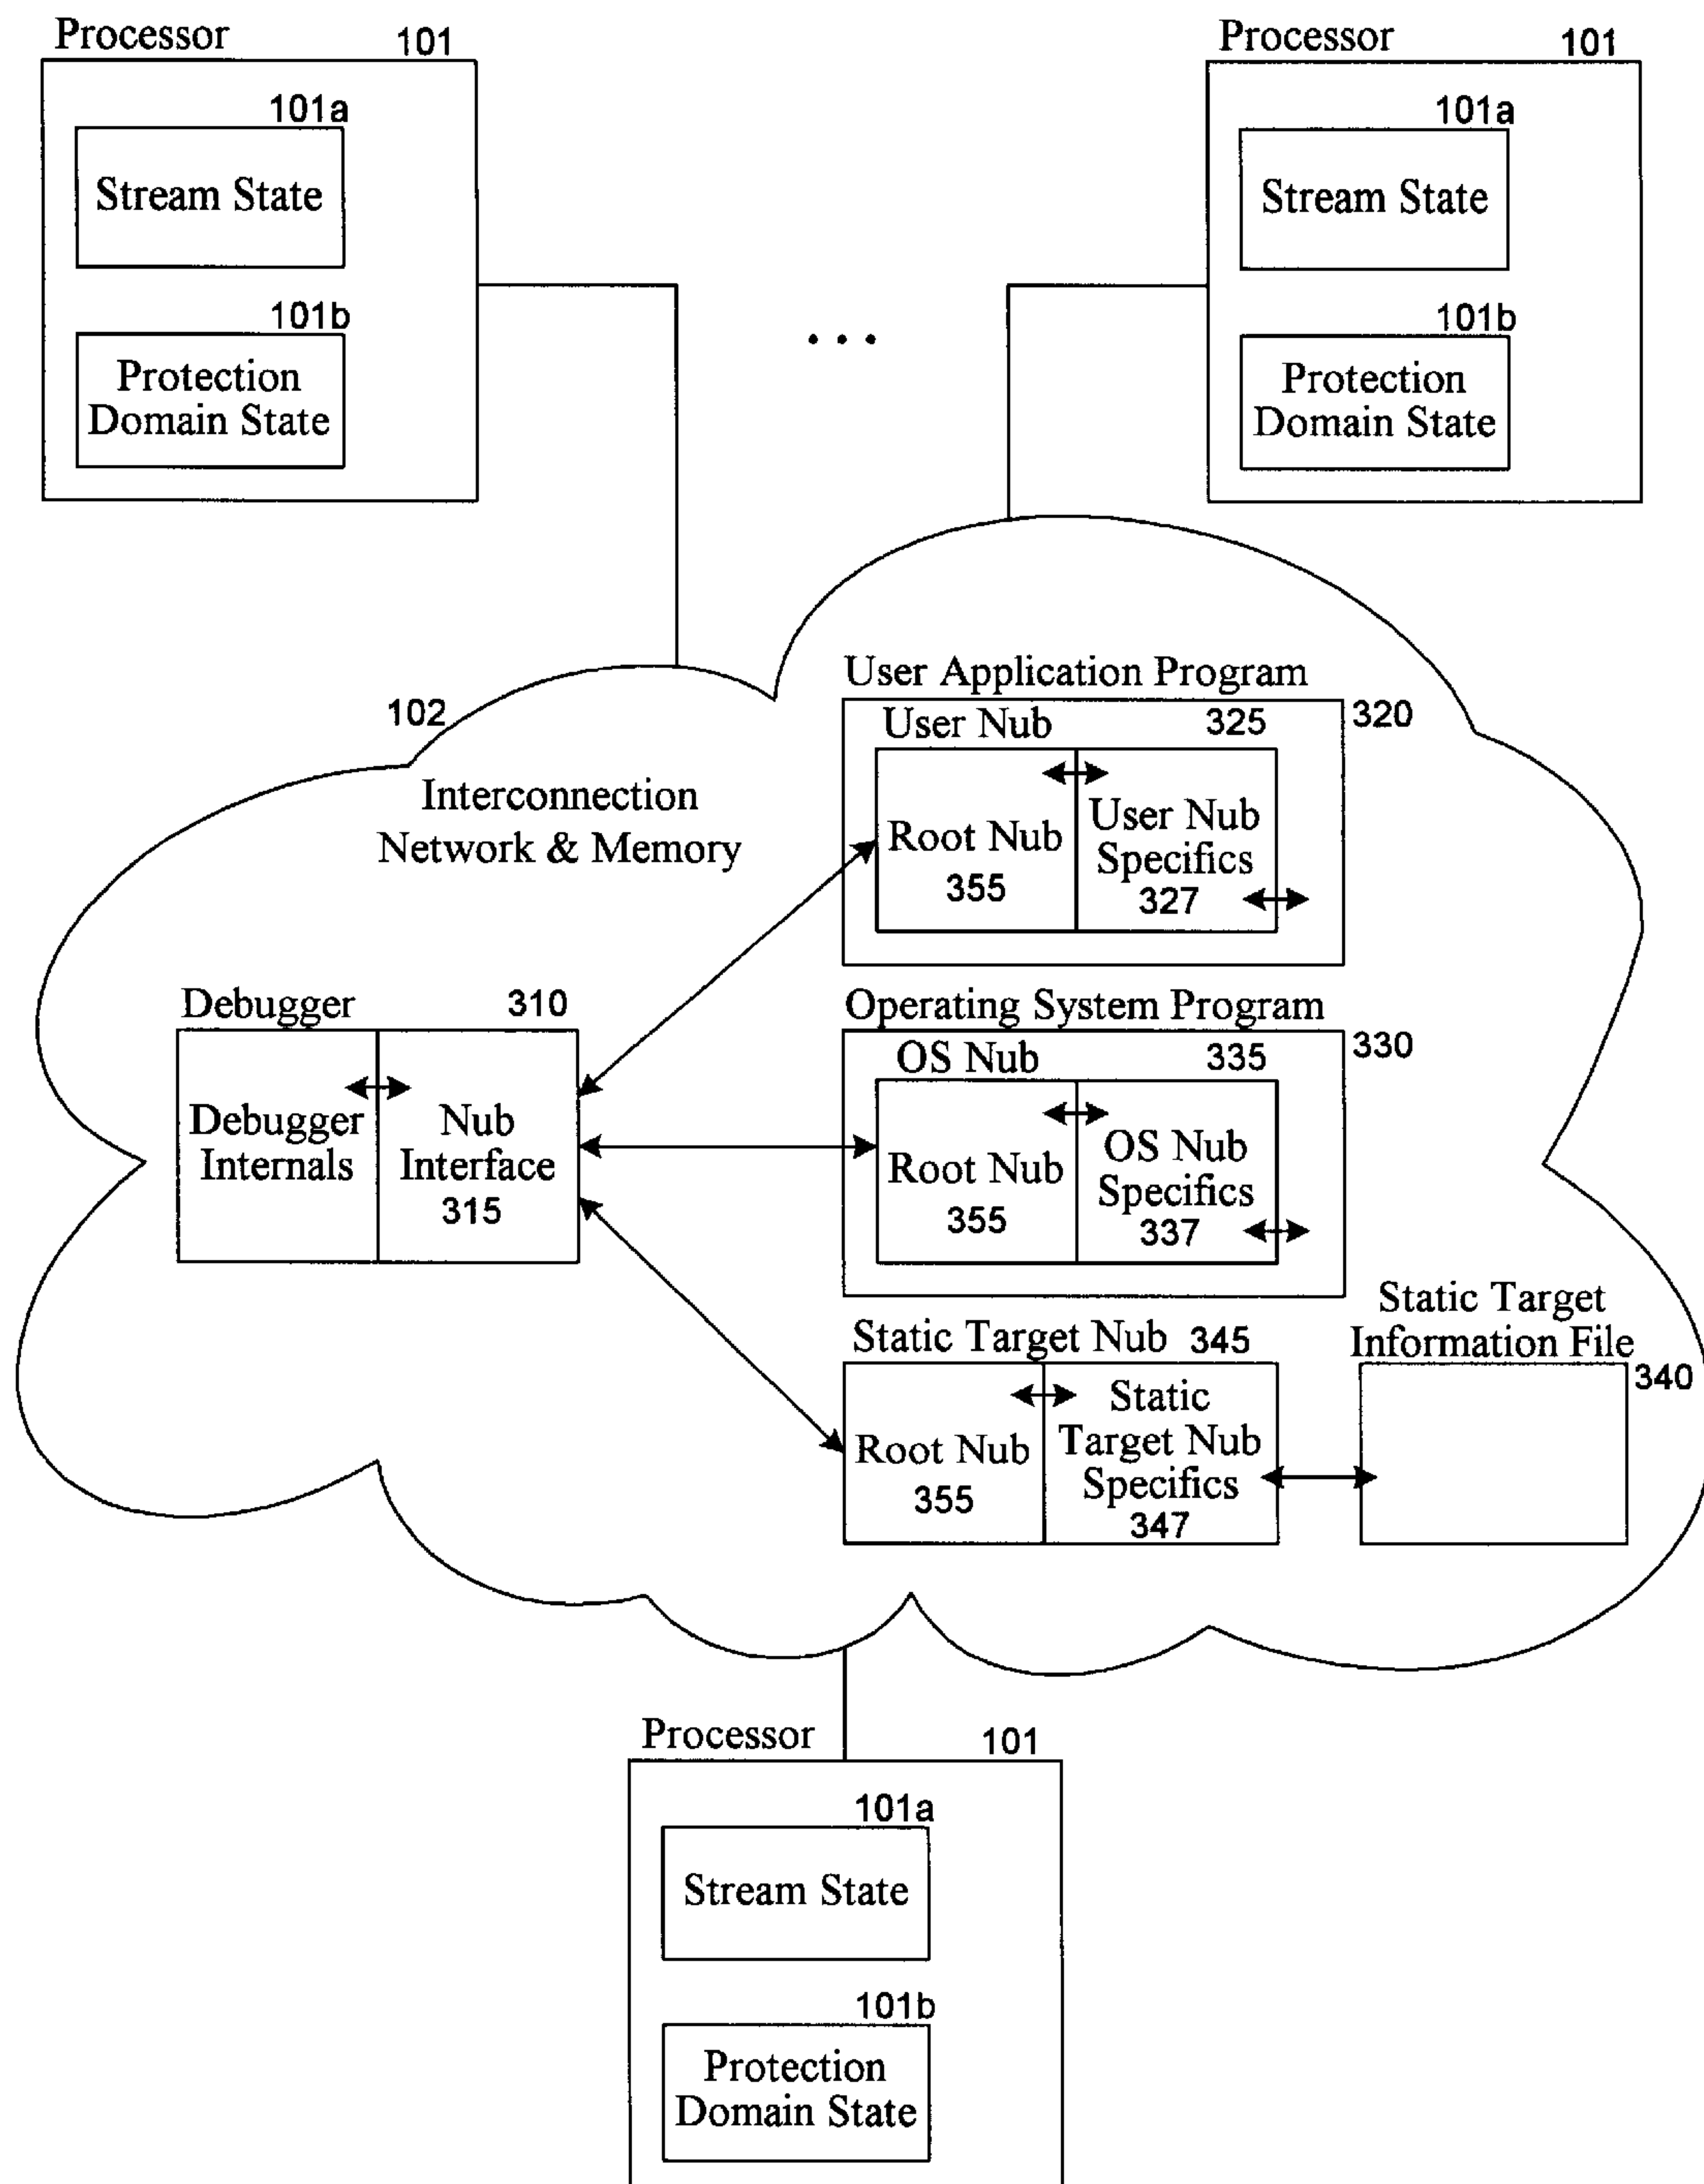 Processor 101
101a
Stream State
101b
Protection
Domain State
Processor 101
101a
Stream State
101b
Protection
Domain State
...
102
Interconnection
Network & Memory
User Application Program
320
User Nub 325
Root Nub
355
User Nub
Specifics
327
Debugger 310
Debugger
Internals
Nub
Interface
315
Operating System Program
330
OS Nub 335
Root Nub
355
OS Nub
Specifics
337
Static Target Nub 345
Root Nub
355
Static
Target Nub
Specifics
347
Static Target
Information File
340
Processor 101
101a
Stream State
101b
Protection
Domain State